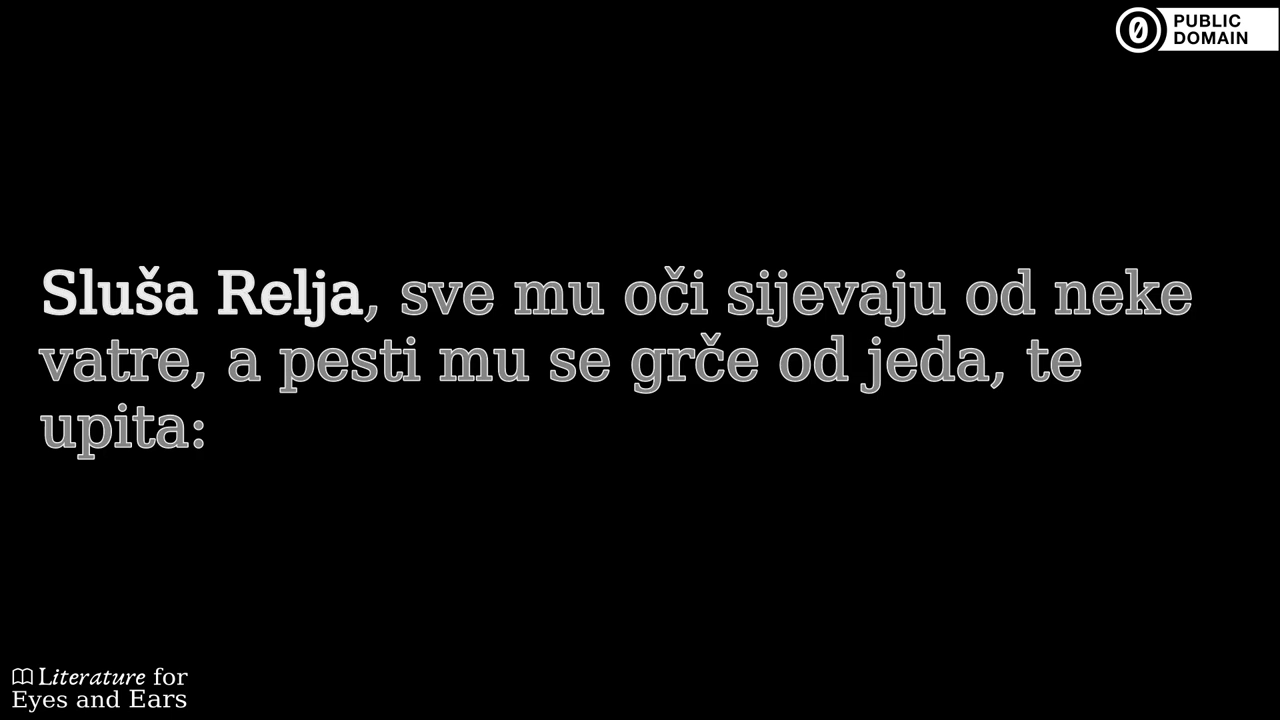 PUBLIC
DOMAIN
Sluša Relja, sve mu oči sijevaju od neke
vatre, a pesti mu se grče od jeda, te
upita:
Literature for
Eyes and Ears